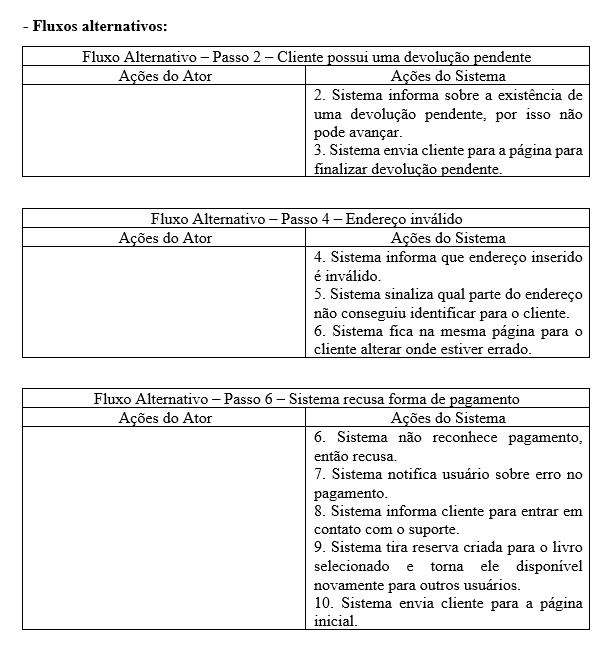 - Fluxos alternativos:
Fluxo Alternativo – Passo 2 – Cliente possui uma devolução pendente
Ações do Ator
Ações do Sistema
2. Sistema informa sobre a existência de
uma devolução pendente, por isso não
pode avançar.
3. Sistema envia cliente para a página para
finalizar devolução pendente.
Fluxo Alternativo – Passo 4 – Endereço inválido
Ações do Ator
Ações do Sistema
4. Sistema informa que endereço inserido
é inválido.
5. Sistema sinaliza qual parte do endereço
não conseguiu identificar para o cliente.
6. Sistema fica na mesma página para o
cliente alterar onde estiver errado.
Fluxo Alternativo – Passo 6 – Sistema recusa forma de pagamento
Ações do Ator
Ações do Sistema
6. Sistema não reconhece pagamento,
então recusa.
7. Sistema notifica usuário sobre erro no
pagamento.
8. Sistema informa cliente para entrar em
contato com o suporte.
9. Sistema tira reserva criada para o livro
selecionado e torna ele disponível
novamente para outros usuários.
10. Sistema envia cliente para a página
inicial.